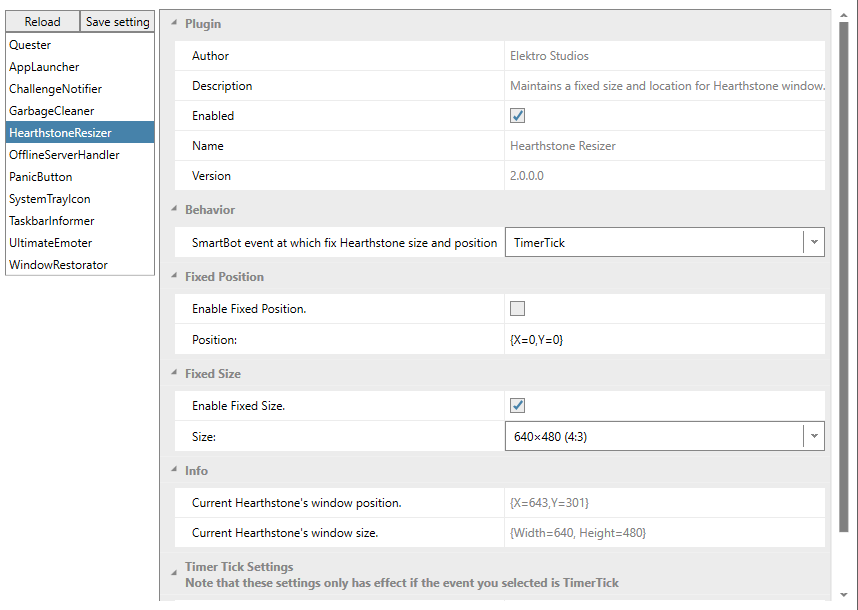 Reload
Save setting
Quester
AppLauncher
ChallengeNotifier
GarbageCleaner
HearthstoneResizer
OfflineServerHandler
PanicButton
SystemTrayIcon
TaskbarInformer
UltimateEmoter
WindowRestorator
Plugin
Author Elektro Studios
Description Maintains a fixed size and location for Hearthstone window.
Enabled
Name Hearthstone Resizer
Version 2.0.0.0
Behavior
SmartBot event at which fix Hearthstone size and position TimerTick
Fixed Position
Enable Fixed Position.
Position: {X=0,Y=0}
Fixed Size
Enable Fixed Size.
Size: 640×480 (4:3)
Info
Current Hearthstone's window position. {X=643,Y=301}
Current Hearthstone's window size. {Width=640, Height=480}
Timer Tick Settings
Note that these settings only has effect if the event you selected is TimerTick